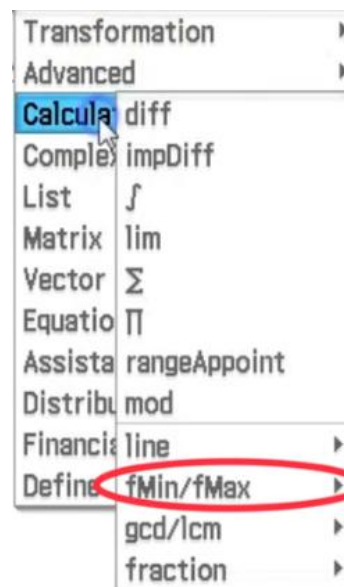 Transformation
Advanced
Calcula
diff
Complex
impDiff
List
∫
Matrix
lim
Vector
Σ
Equatio
∏
Assista
rangeAppoint
Distribu
mod
Financia
line
Define
fMin/fMax
gcd/lcm
fraction